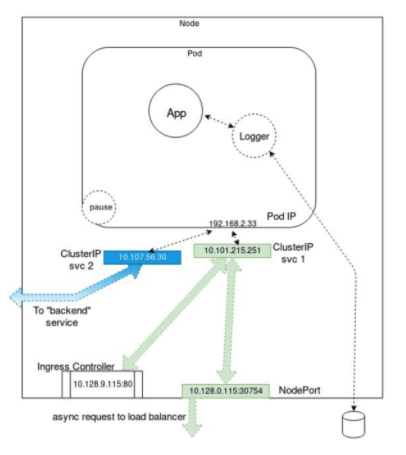 Node
Pod
App
Logger
pause
Pod IP
192.168.2.33
ClusterIP
svc 2
10.107.56.30
10.101.215.251
ClusterIP
svc 1
To "backend"
service
Ingress Controller
10.128.9.115:80
10.128.0.115:30754
NodePort
async request to load balancer